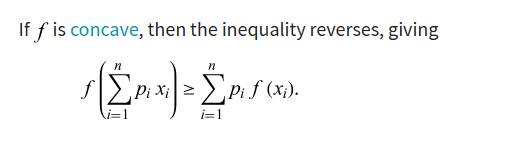 If f is concave, then the inequality reverses, giving
f(∑_{i=1}^{n} p_i x_i) ≥ ∑_{i=1}^{n} p_i f (x_i).